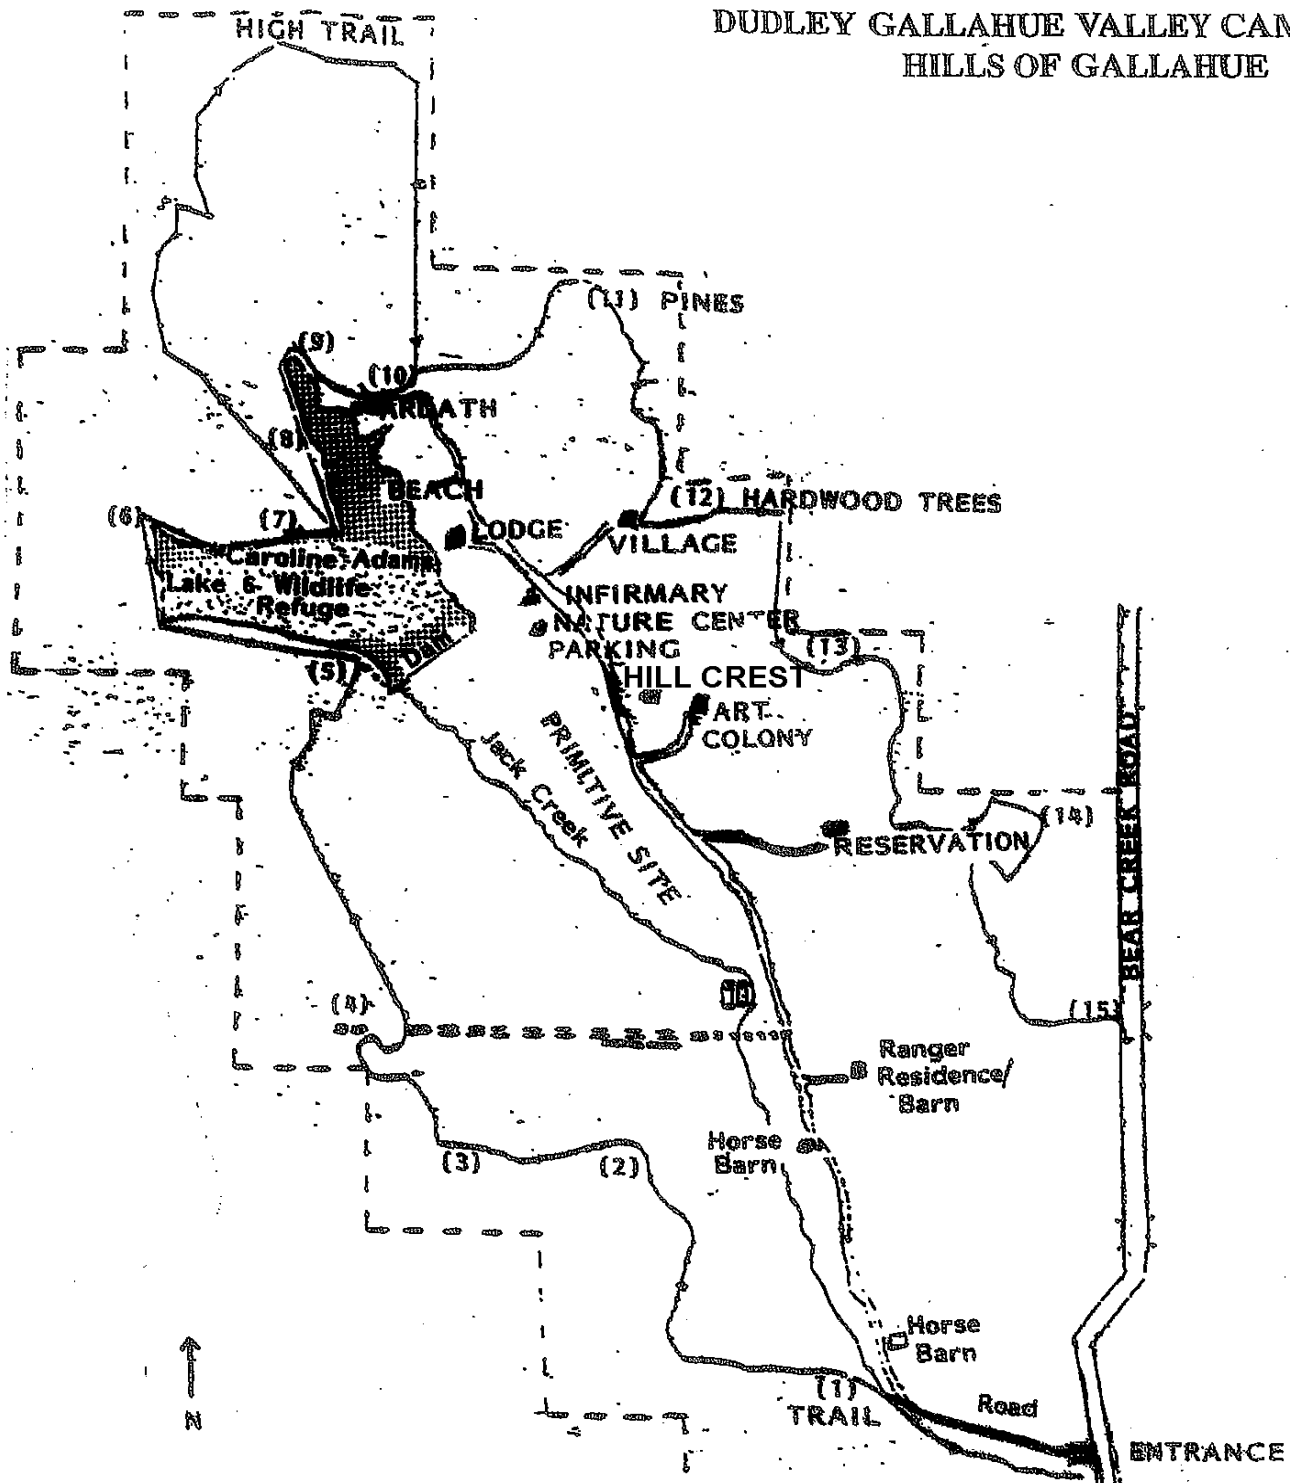 DUDLEY GALLAHUE VALLEY
HILLS OF GALLAHUE
HIGH TRAIL
(11) PINES
(9)
(10)
ARDATH
(8)
BEACH
(12) HARDWOOD TREES
(6)
(7)
LODGE
VILLAGE
Caroline Adams
Lake & Wildlife
Refuge
INFIRMARY
NATURE CENTER
PARKING
(13)
Dam
(5)
HILL CREST
ART
COLONY
PRIMITIVE SITE
Jack Creek
BEAR CREEK ROAD
(14)
RESERVATION
(4)
(15)
Ranger
Residence/
Barn
Horse
Barn
(3)
(2)
Horse
Barn
(1)
TRAIL
Road
N
ENTRANCE